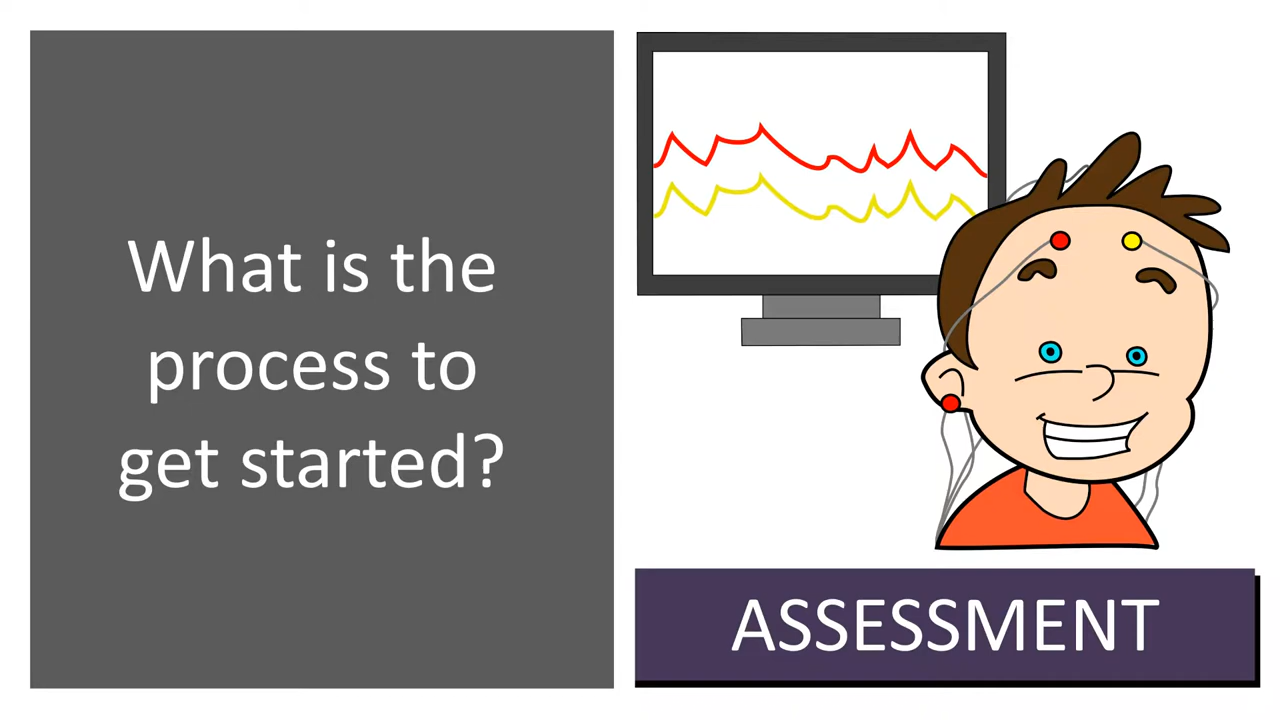 What is the
process to
get started?
ASSESSMENT